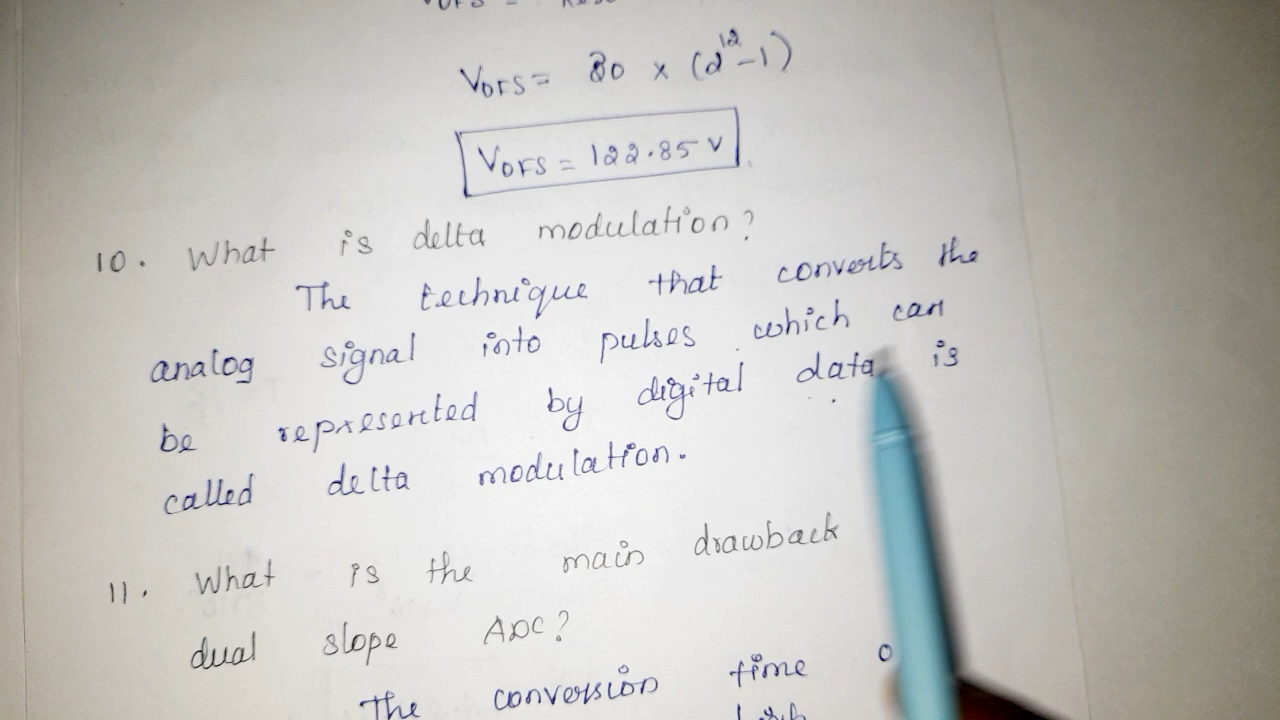 VOFS = 30 x (2^12-1)
VOFS = 122.85 V
10. What is delta modulation?
The technique that converts the
analog signal into pulses which can
be represented by digital data is
called delta modulation.
11. What is the main drawback
dual slope ADC?
The conversion time